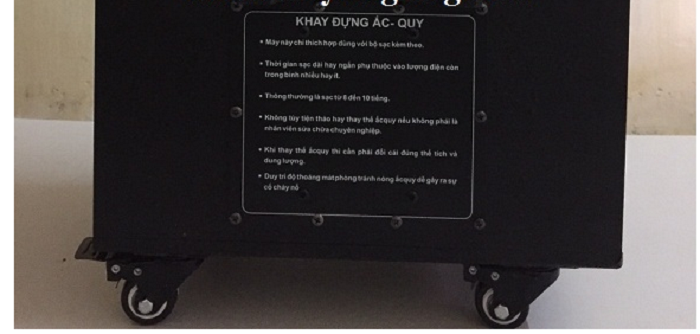 KHAY ĐỰNG ẮC- QUY
• Máy này chỉ thích hợp dùng với bộ sạc kèm theo.
• Thời gian sạc dài hay ngắn phụ thuộc vào lượng điện còn
trong bình nhiều hay ít.
• Thông thường là sạc từ 8 đến 10 tiếng.
• Không tùy tiện tháo hay thay thế ắcquy nếu không phải là
nhân viên sửa chữa chuyên nghiệp.
• Khi thay thế ắcquy thì cần phải đổi cái đúng thể tích và
dung lượng.
• Duy trì độ thoáng mát phòng tránh nóng ắcquy dễ gây ra sự
cố cháy nổ